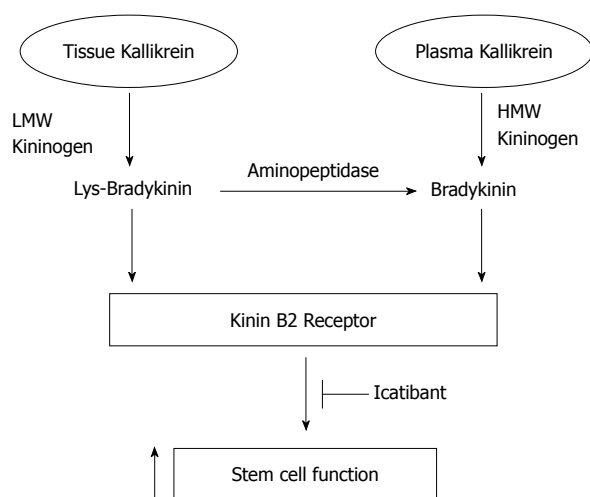 Tissue Kallikrein
Plasma Kallikrein
LMW
Kininogen
HMW
Kininogen
Lys-Bradykinin
Aminopeptidase
Bradykinin
Kinin B2 Receptor
Icatibant
Stem cell function